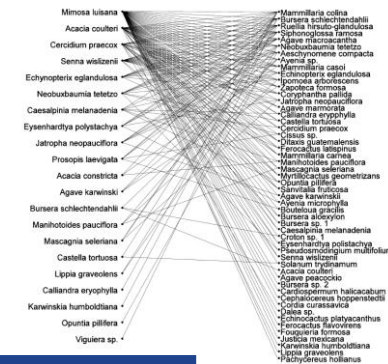 Mimosa luisana
Acacia coulteri
Cercidium praecox
Senna wislizenii
Echynopterix eglandulosa
Neobuxbaumia tetetzo
Caesalpinia melanadenia
Eysenhardtya polystachya
Jatropha neopauciflora
Prosopis laevigata
Acacia constricta
Agave karwinski
Bursera schlechtendahlii
Manihotoides pauciflora
Mascagnia seleriana
Castella tortuosa
Lippia graveolens
Calliandra eryophylla
Karwinskia humboldtiana
Opuntia pillifera
Viguiera sp.
Mammillaria colina
Bursera schlechtendahlii
Ruellia hirsuto-glandulosa
Siphonoglossa ramosa
Agave macroacantha
Neobuxbaumia tetetzo
Aeschynomene compacta
Ayenia sp.
Mammillaria casoi
Echinopterix eglandulosa
Ipomoea arborescens
Zapoteca formosa
Coryphantha pallida
Jatropha neopauciflora
Agave marmorata
Calliandra eryophylla
Castella tortuosa
Cercidium praecox
Cissus sp.
Ditaxis guatemalensis
Ferocactus latispinus
Mammillaria carnea
Manihotoides pauciflora
Mascagnia seleriana
Myrtillocactus geometrizans
Opuntia pilifera
Sanvitalia fruticosa
Agave karwinskii
Ayenia microphylla
Bouteloua gracilis
Bursera aloexylon
Bursera sp. 1
Caesalpinia melanadenia
Croton sp. 1
Eysenhardtia polystachya
Pseudosmodingium multifolium
Senna wislizenii
Solanum trydinamum
Acacia coulteri
Agave peacockio
Bursera sp. 2
Cardiospermum halicacabum
Cephalocereus hoppenstedtii
Cordia curassavica
Dalea sp.
Echinocactus platyacanthus
Ferocactus flavovirens
Fouquieria formosa
Justicia mexicana
Karwinskia humboldtiana
Lippia graveolens
Pachycereus hollianus